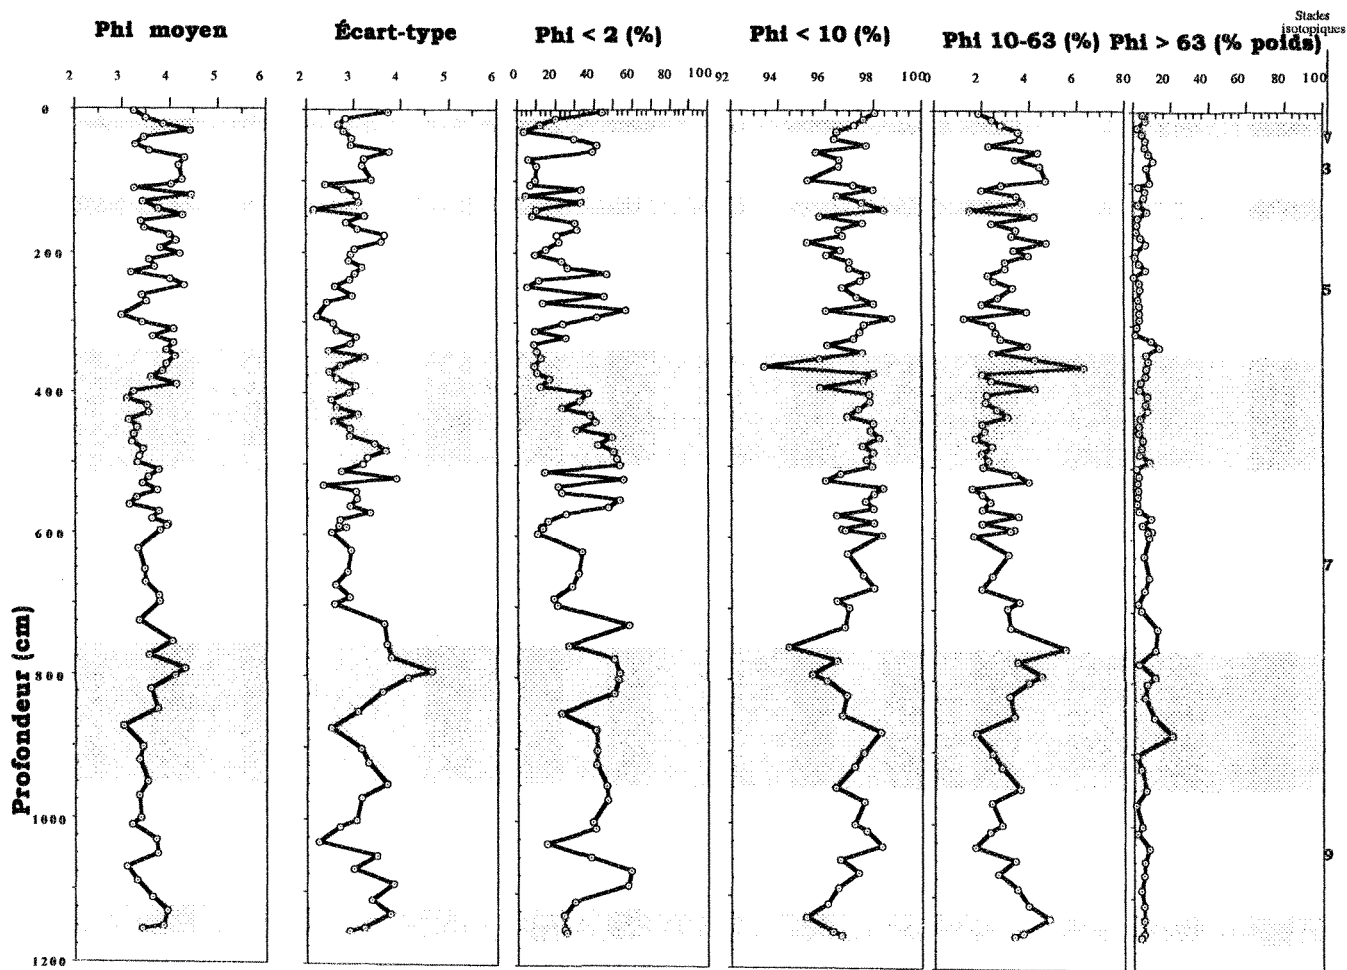 Stades
isotopiques
Phi moyen
Écart-type
Phi < 2 (%)
Phi < 10 (%)
Phi 10-63 (%)
Phi > 63 (% poids)
2 3 4 5 6
2 3 4 5 6
0 20 40 60 80 100
92 94 96 98 100
0 2 4 6 8
0 20 40 60 80 100
0
200
400
600
800
1000
1200
Profondeur (cm)
3
5
7
9